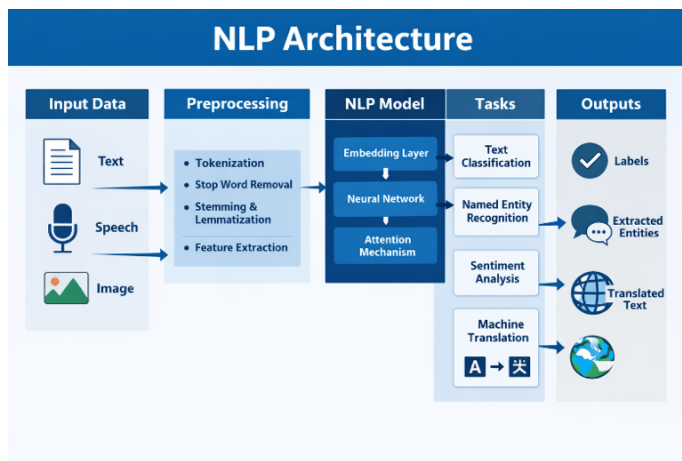 NLP Architecture
Input Data
Text
Speech
Image
Preprocessing
• Tokenization
• Stop Word Removal
• Stemming &
Lemmatization
• Feature Extraction
NLP Model
Embedding Layer
Neural Network
Attention
Mechanism
Tasks
Text
Classification
Named Entity
Recognition
Sentiment
Analysis
Machine
Translation
A →
Outputs
Labels
Extracted
Entities
Translated
Text